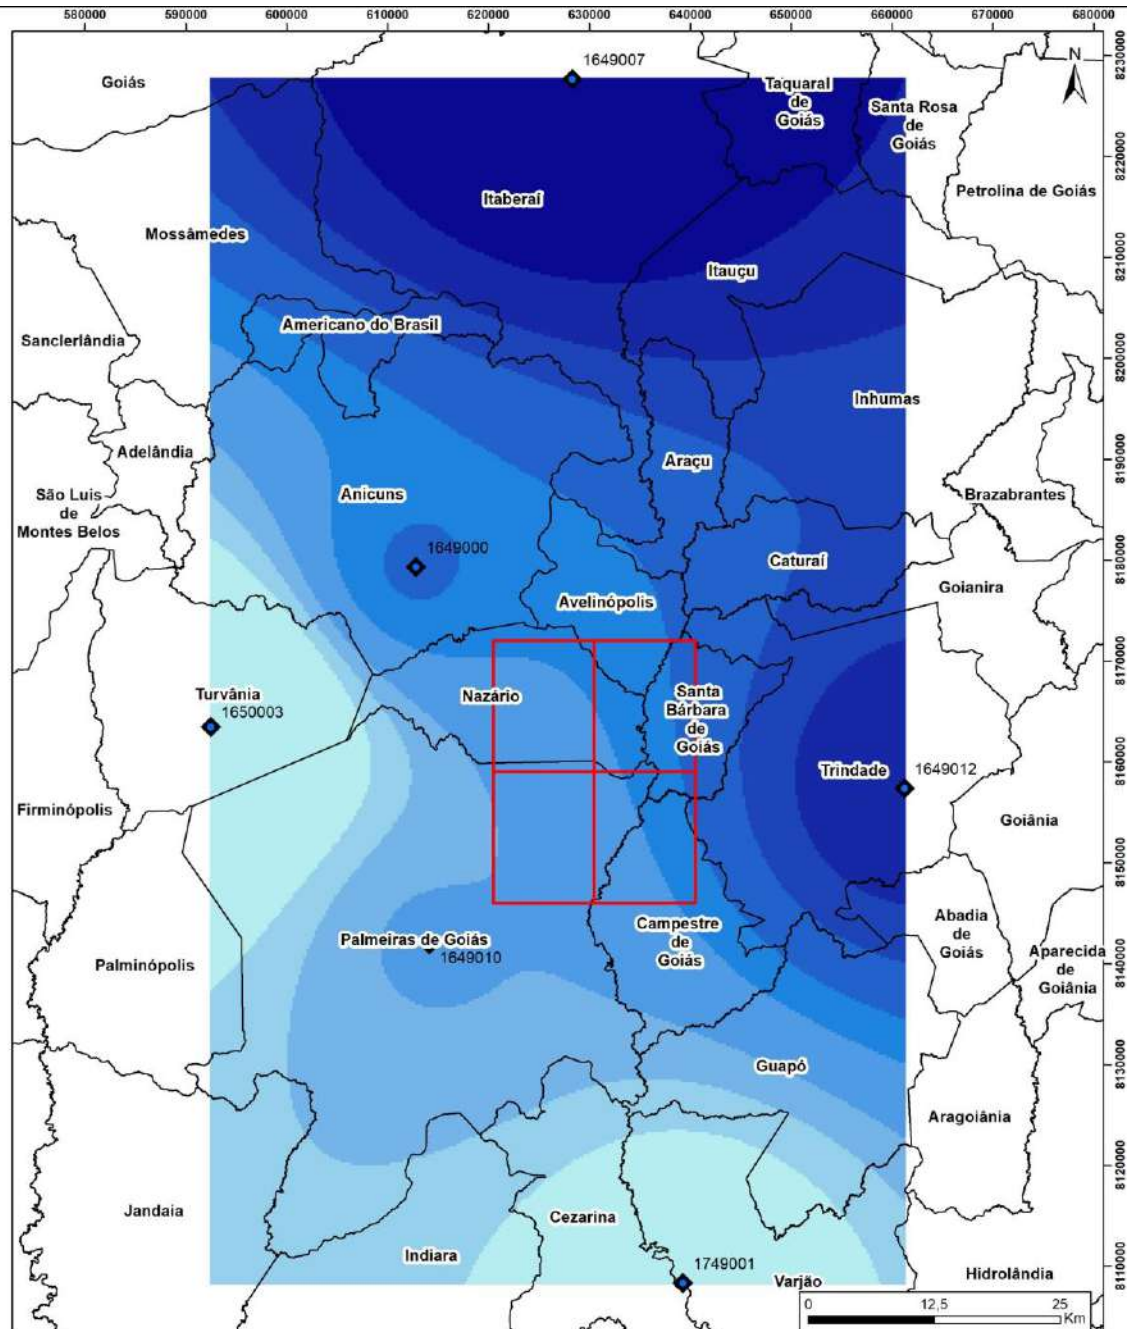 580000 590000 600000 610000 620000 630000 640000 650000 660000 670000 680000
8230000
8220000
8210000
8200000
8190000
8180000
8170000
8160000
8150000
8140000
8130000
8120000
8110000
N
1649007
Goiás
Taquaral
de
Goiás
Santa Rosa
de
Goiás
Petrolina de Goiás
Itaberaí
Mossâmedes
Itauçu
Americano do Brasil
Sanclerlândia
Inhumas
Adelândia
Araçu
São Luis
de
Montes Belos
Anicuns
Brazabrantes
1649000
Caturaí
Goianira
Avelinópolis
Turvânia
1650003
Nazário
Santa
Bárbara
de
Goiás
Trindade
1649012
Firminópolis
Goiânia
Palmeiras de Goiás
1649010
Campestre
de
Goiás
Abadia
de
Goiás
Aparecida
de
Goiânia
Palminópolis
Guapó
Aragoiânia
Jandaia
Cezarina
Indiara
1749001
Varjão
Hidrolândia
0 12,5 25
Km